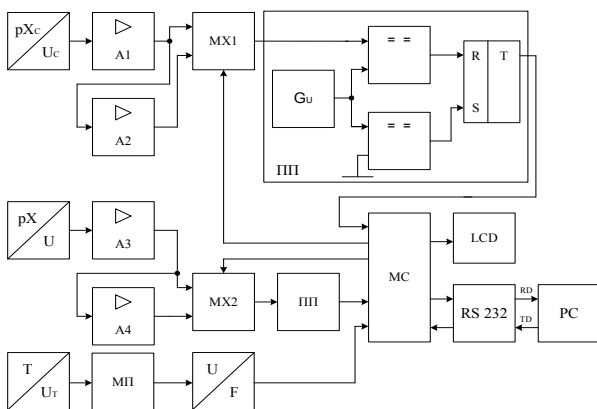 pXC
UC
A1
MX1
= =
R
T
GU
S
A2
= =
ПП
pX
U
A3
MC
LCD
A4
MX2
ПП
RS 232
RD
TD
PC
T
UT
МП
U
F